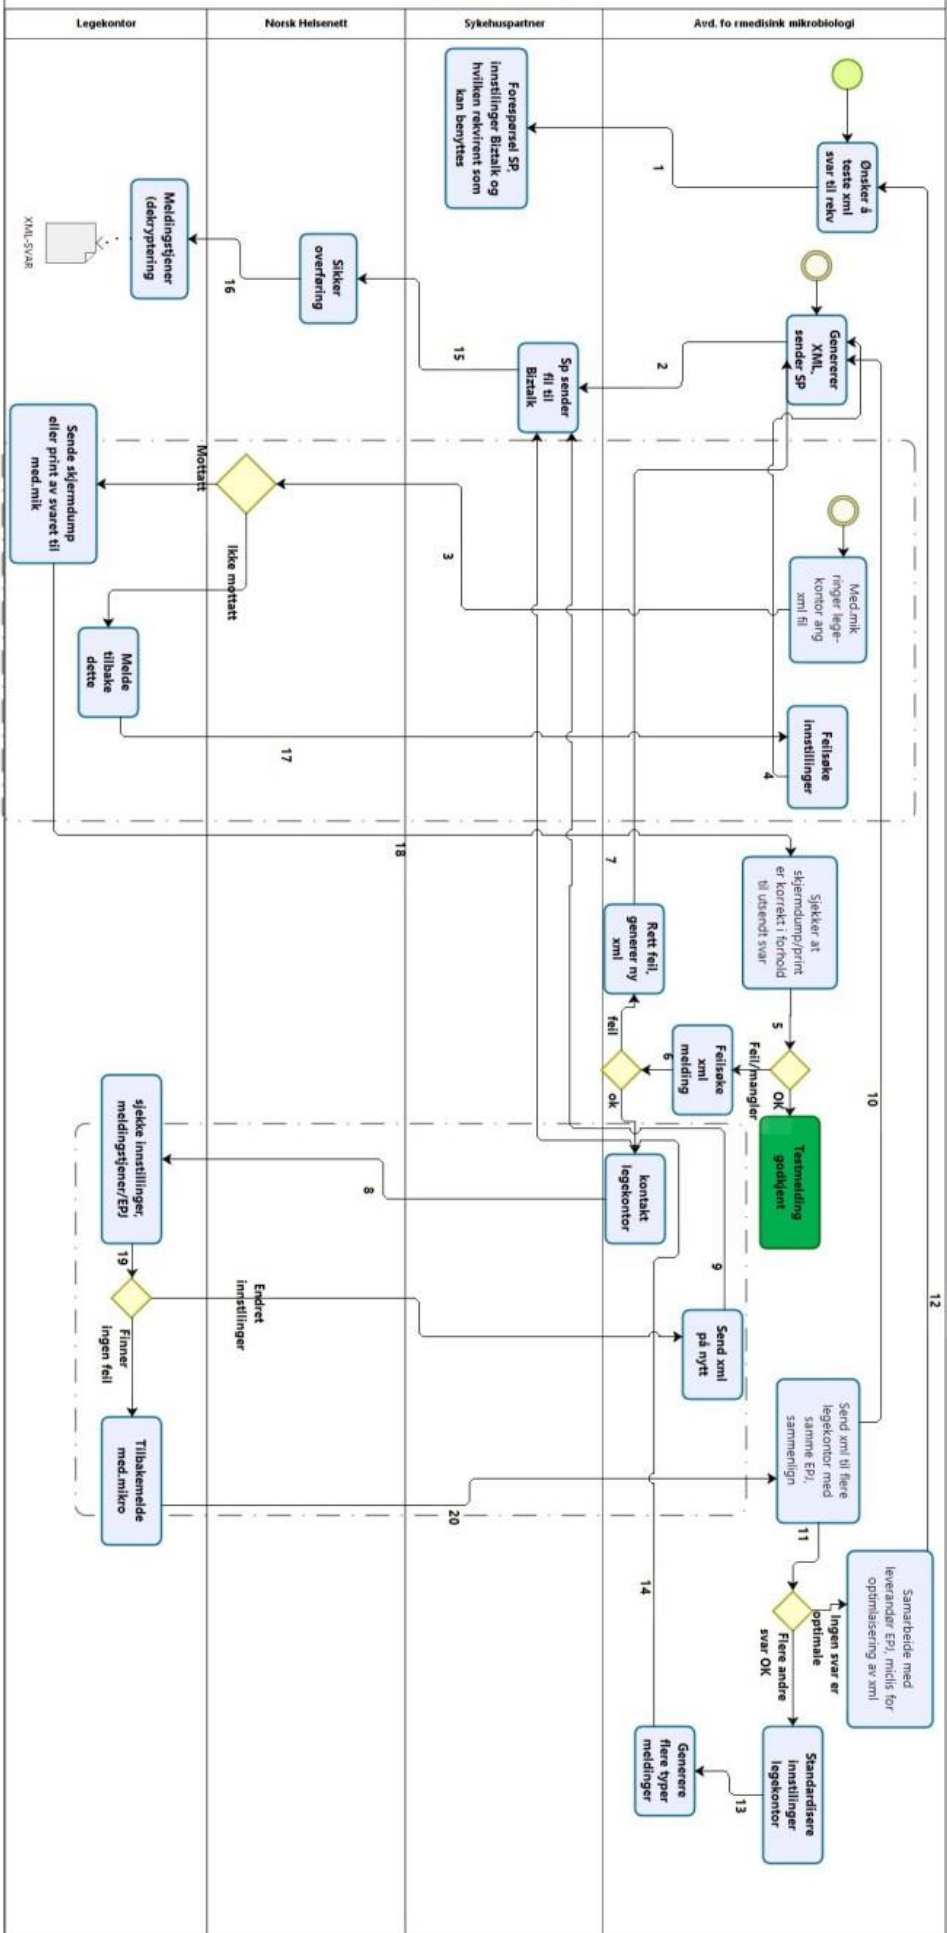 Legekontor
Norsk Helsenett
Sykehuspartner
Avd. fo rmedisink mikrobiologi
Ønsker å
teste xml
svar til rekv
1
Forespørsel SP,
innstilinger Biztalk og
hvilken rekvirent som
kan benyttes
Genererer
XML,
sender SP
2
Sp sender
fil til
Biztalk
15
Sikker
overføring
16
Meldingstjener
(dekryptering
XML-SVAR
Med.mik
ringer lege-
kontor ang
xml fil
3
Mottatt
Ikke mottatt
Sende skjermdump
eller print av svaret til
med.mik
Melde
tilbake
dette
17
Feilsøke
innstillinger
4
18
Sjekker at
skjermdump/print
er korrekt i forhold
til utsendt svar
5
OK
Testmelding
godkjent
Feil/mangler
Feilsøke
xml
melding
6
feil
ok
Rett feil,
generer ny
xml
7
kontakt
legekontor
8
sjekke innstillinger,
meldingstjener/EPJ
19
Endret
innstilinger
Finner
ingen feil
Send xml
på nytt
9
Tilbakemelde
med.mikro
20
Send xml til flere
legekontor med
samme EPJ,
sammenlign
10
11
Ingen svar er
optimale
Flere andre
svar OK
Samarbeide med
leverandør EPJ, miclis for
optimlaisering av xml
12
Standardisere
innstilinger
legekontor
13
Generere
flere typer
meldinger
14